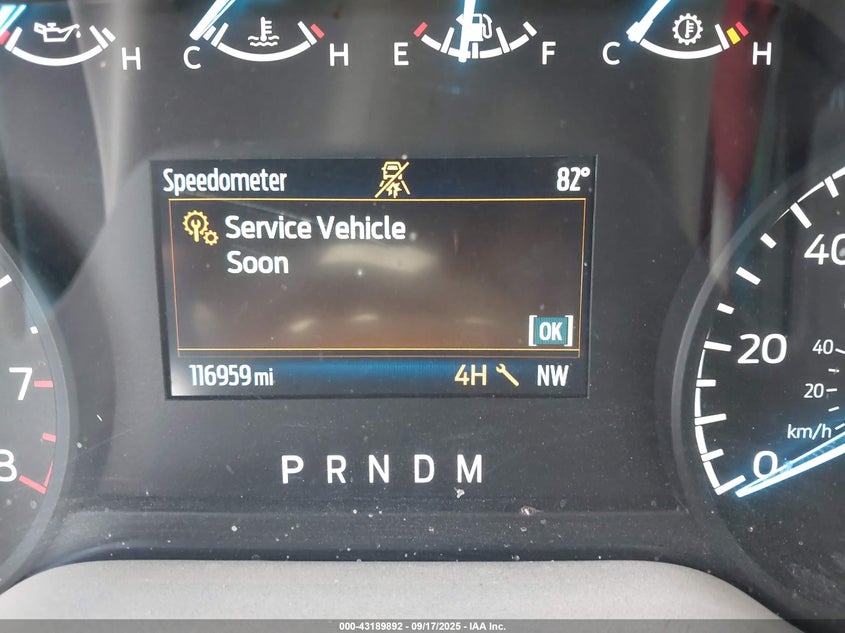 H C H E F C H
Speedometer 82°
Service Vehicle
Soon
[OK]
116959 mi 4H NW
7
8
P R N D M
40
20
0
40
20
km/h
000-43189892 - 09/17/2025 - IAA Inc.